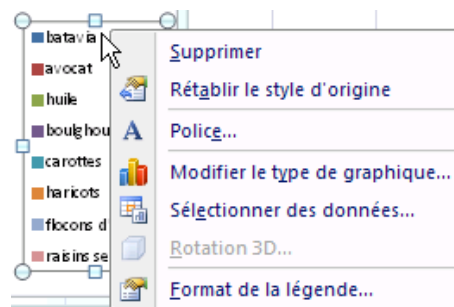 batavia
avocat
huile
boulghou
carottes
haricots
flocons d
raisins se
Supprimer
Rétablir le style d'origine
Police...
Modifier le type de graphique...
Sélectionner des données...
Rotation 3D...
Format de la légende...